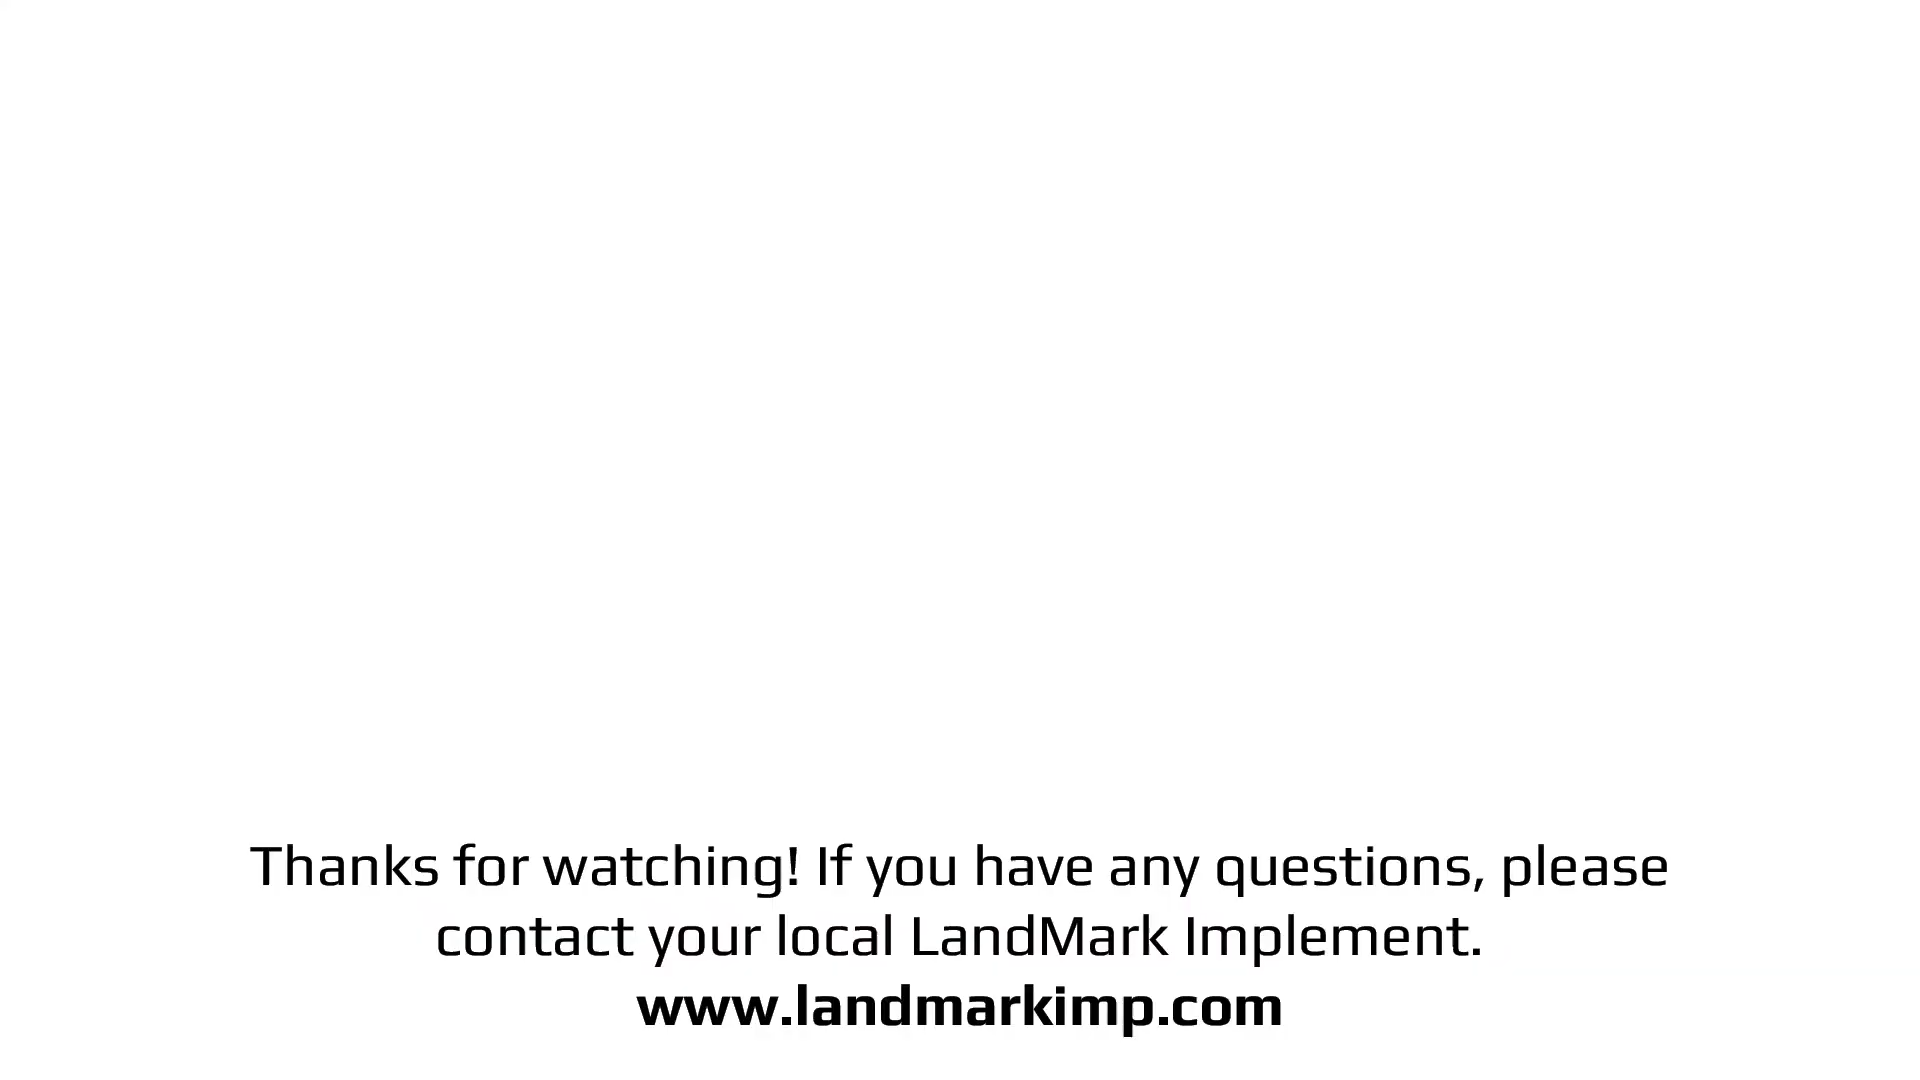 Thanks for watching! If you have any questions, please
contact your local LandMark Implement.
www.landmarkimp.com